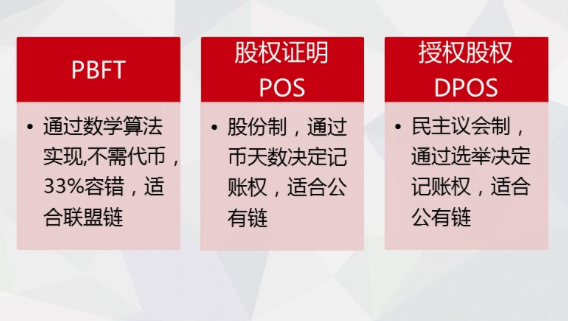 PBFT
• 通过数学算法
实现,不需代币，
33%容错，适
合联盟链
股权证明
POS
• 股份制，通过
币天数决定记
账权，适合公
有链
授权股权
DPOS
• 民主议会制，
通过选举决定
记账权，适合
公有链